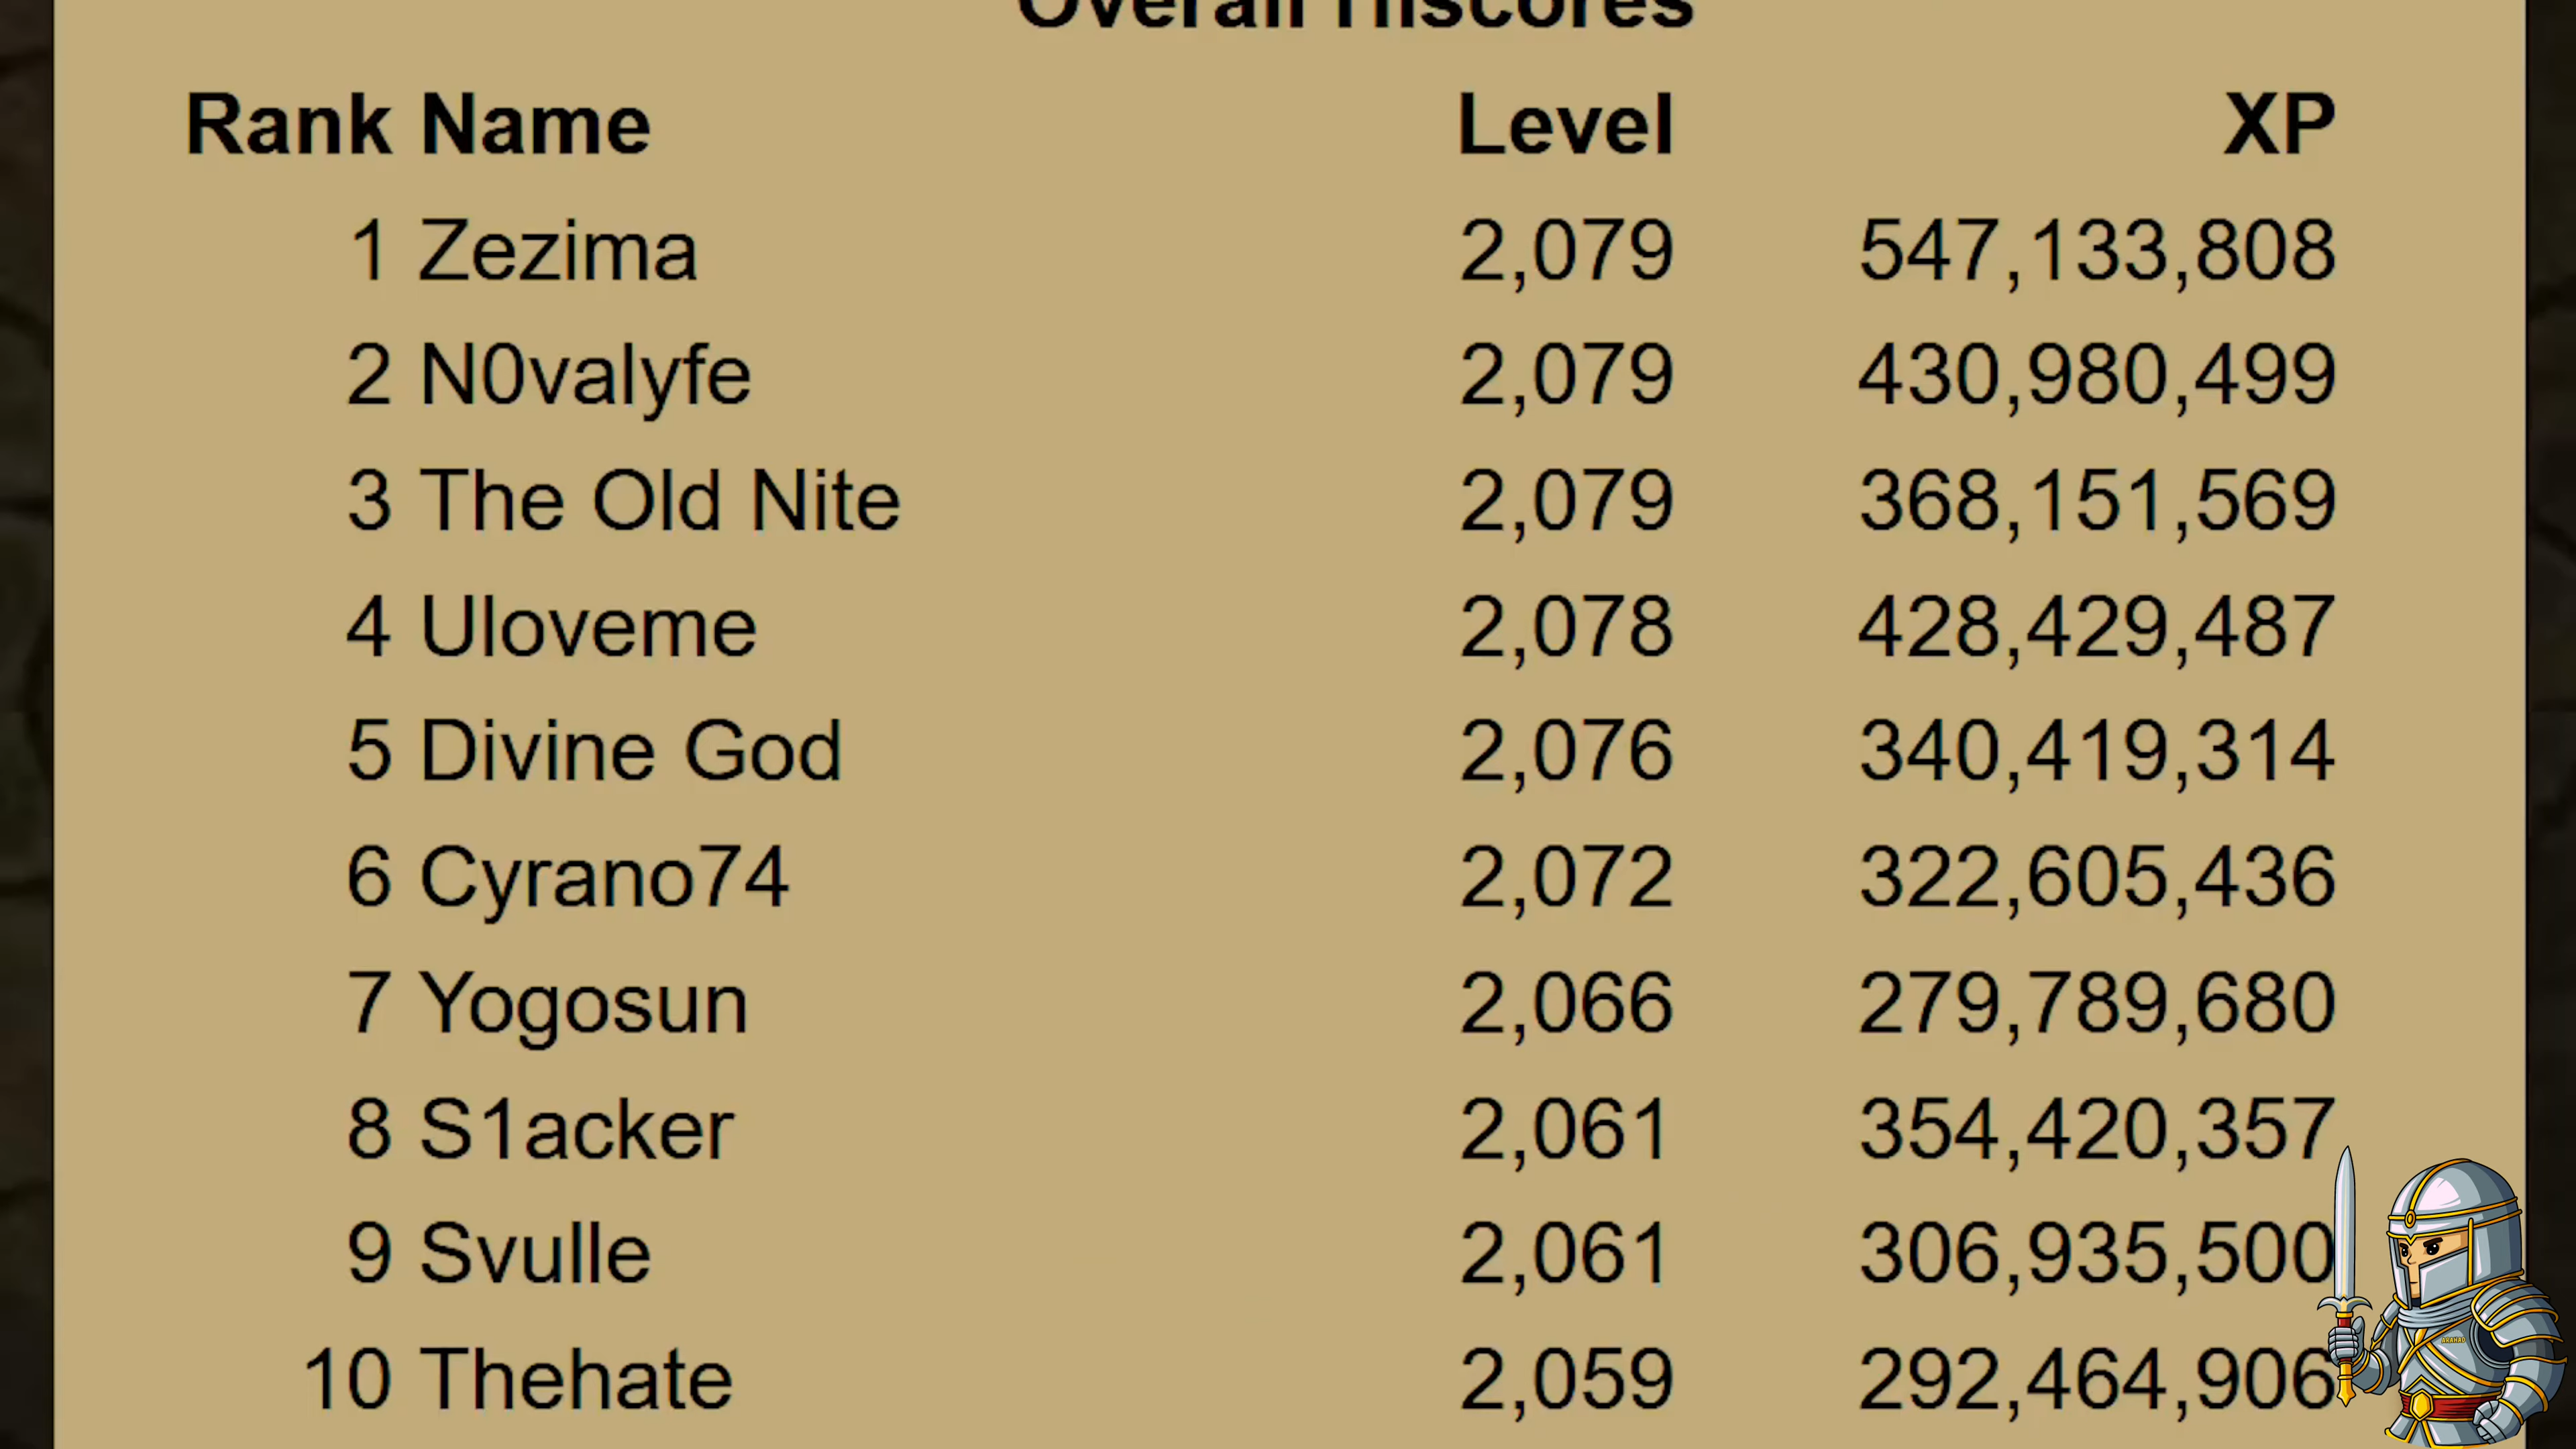 Overall Hiscores
Rank Name Level XP
1 Zezima 2,079 547,133,808
2 N0valyfe 2,079 430,980,499
3 The Old Nite 2,079 368,151,569
4 Uloveme 2,078 428,429,487
5 Divine God 2,076 340,419,314
6 Cyrano74 2,072 322,605,436
7 Yogosun 2,066 279,789,680
8 S1acker 2,061 354,420,357
9 Svulle 2,061 306,935,500
10 Thehate 2,059 292,464,906